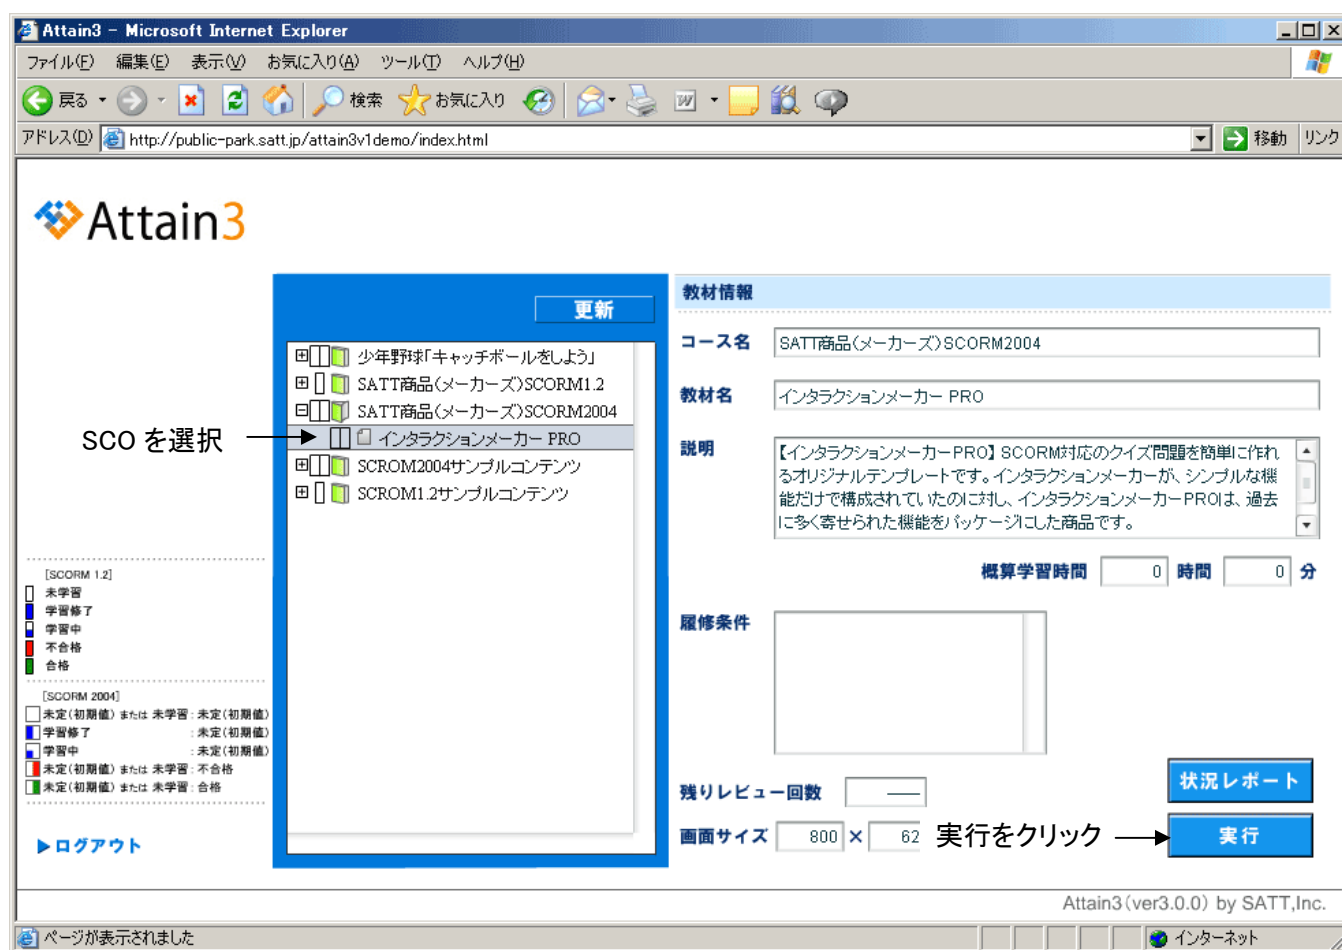 Attain3 - Microsoft Internet Explorer
ファイル(F) 編集(E) 表示(V) お気に入り(A) ツール(T) ヘルプ(H)
戻る 検索 お気に入り
アドレス(D) http://public-park.satt.jp/attain3v1demo/index.html 移動 リンク
Attain3
更新
少年野球「キャッチボールをしよう」
SATT商品(メーカーズ)SCORM1.2
SATT商品(メーカーズ)SCORM2004
SCO を選択
インタラクションメーカー PRO
SCROM2004サンプルコンテンツ
SCROM1.2サンプルコンテンツ
[SCORM 1.2]
未学習
学習修了
学習中
不合格
合格
[SCORM 2004]
未定(初期値) または 未学習 : 未定(初期値)
学習修了 : 未定(初期値)
学習中 : 未定(初期値)
未定(初期値) または 未学習 : 不合格
未定(初期値) または 未学習 : 合格
ログアウト
教材情報
コース名 SATT商品(メーカーズ)SCORM2004
教材名 インタラクションメーカー PRO
説明 【インタラクションメーカーPRO】 SCORM対応のクイズ問題を簡単に作れ
るオリジナルテンプレートです。インタラクションメーカーが、シンプルな機
能だけで構成されていたのに対し、インタラクションメーカーPROは、過去
に多く寄せられた機能をパッケージにした商品です。
概算学習時間 0 時間 0 分
履修条件
残りレビュー回数 ――
状況レポート
画面サイズ 800 × 62
実行をクリック
実行
Attain3(ver3.0.0) by SATT,Inc.
ページが表示されました インターネット